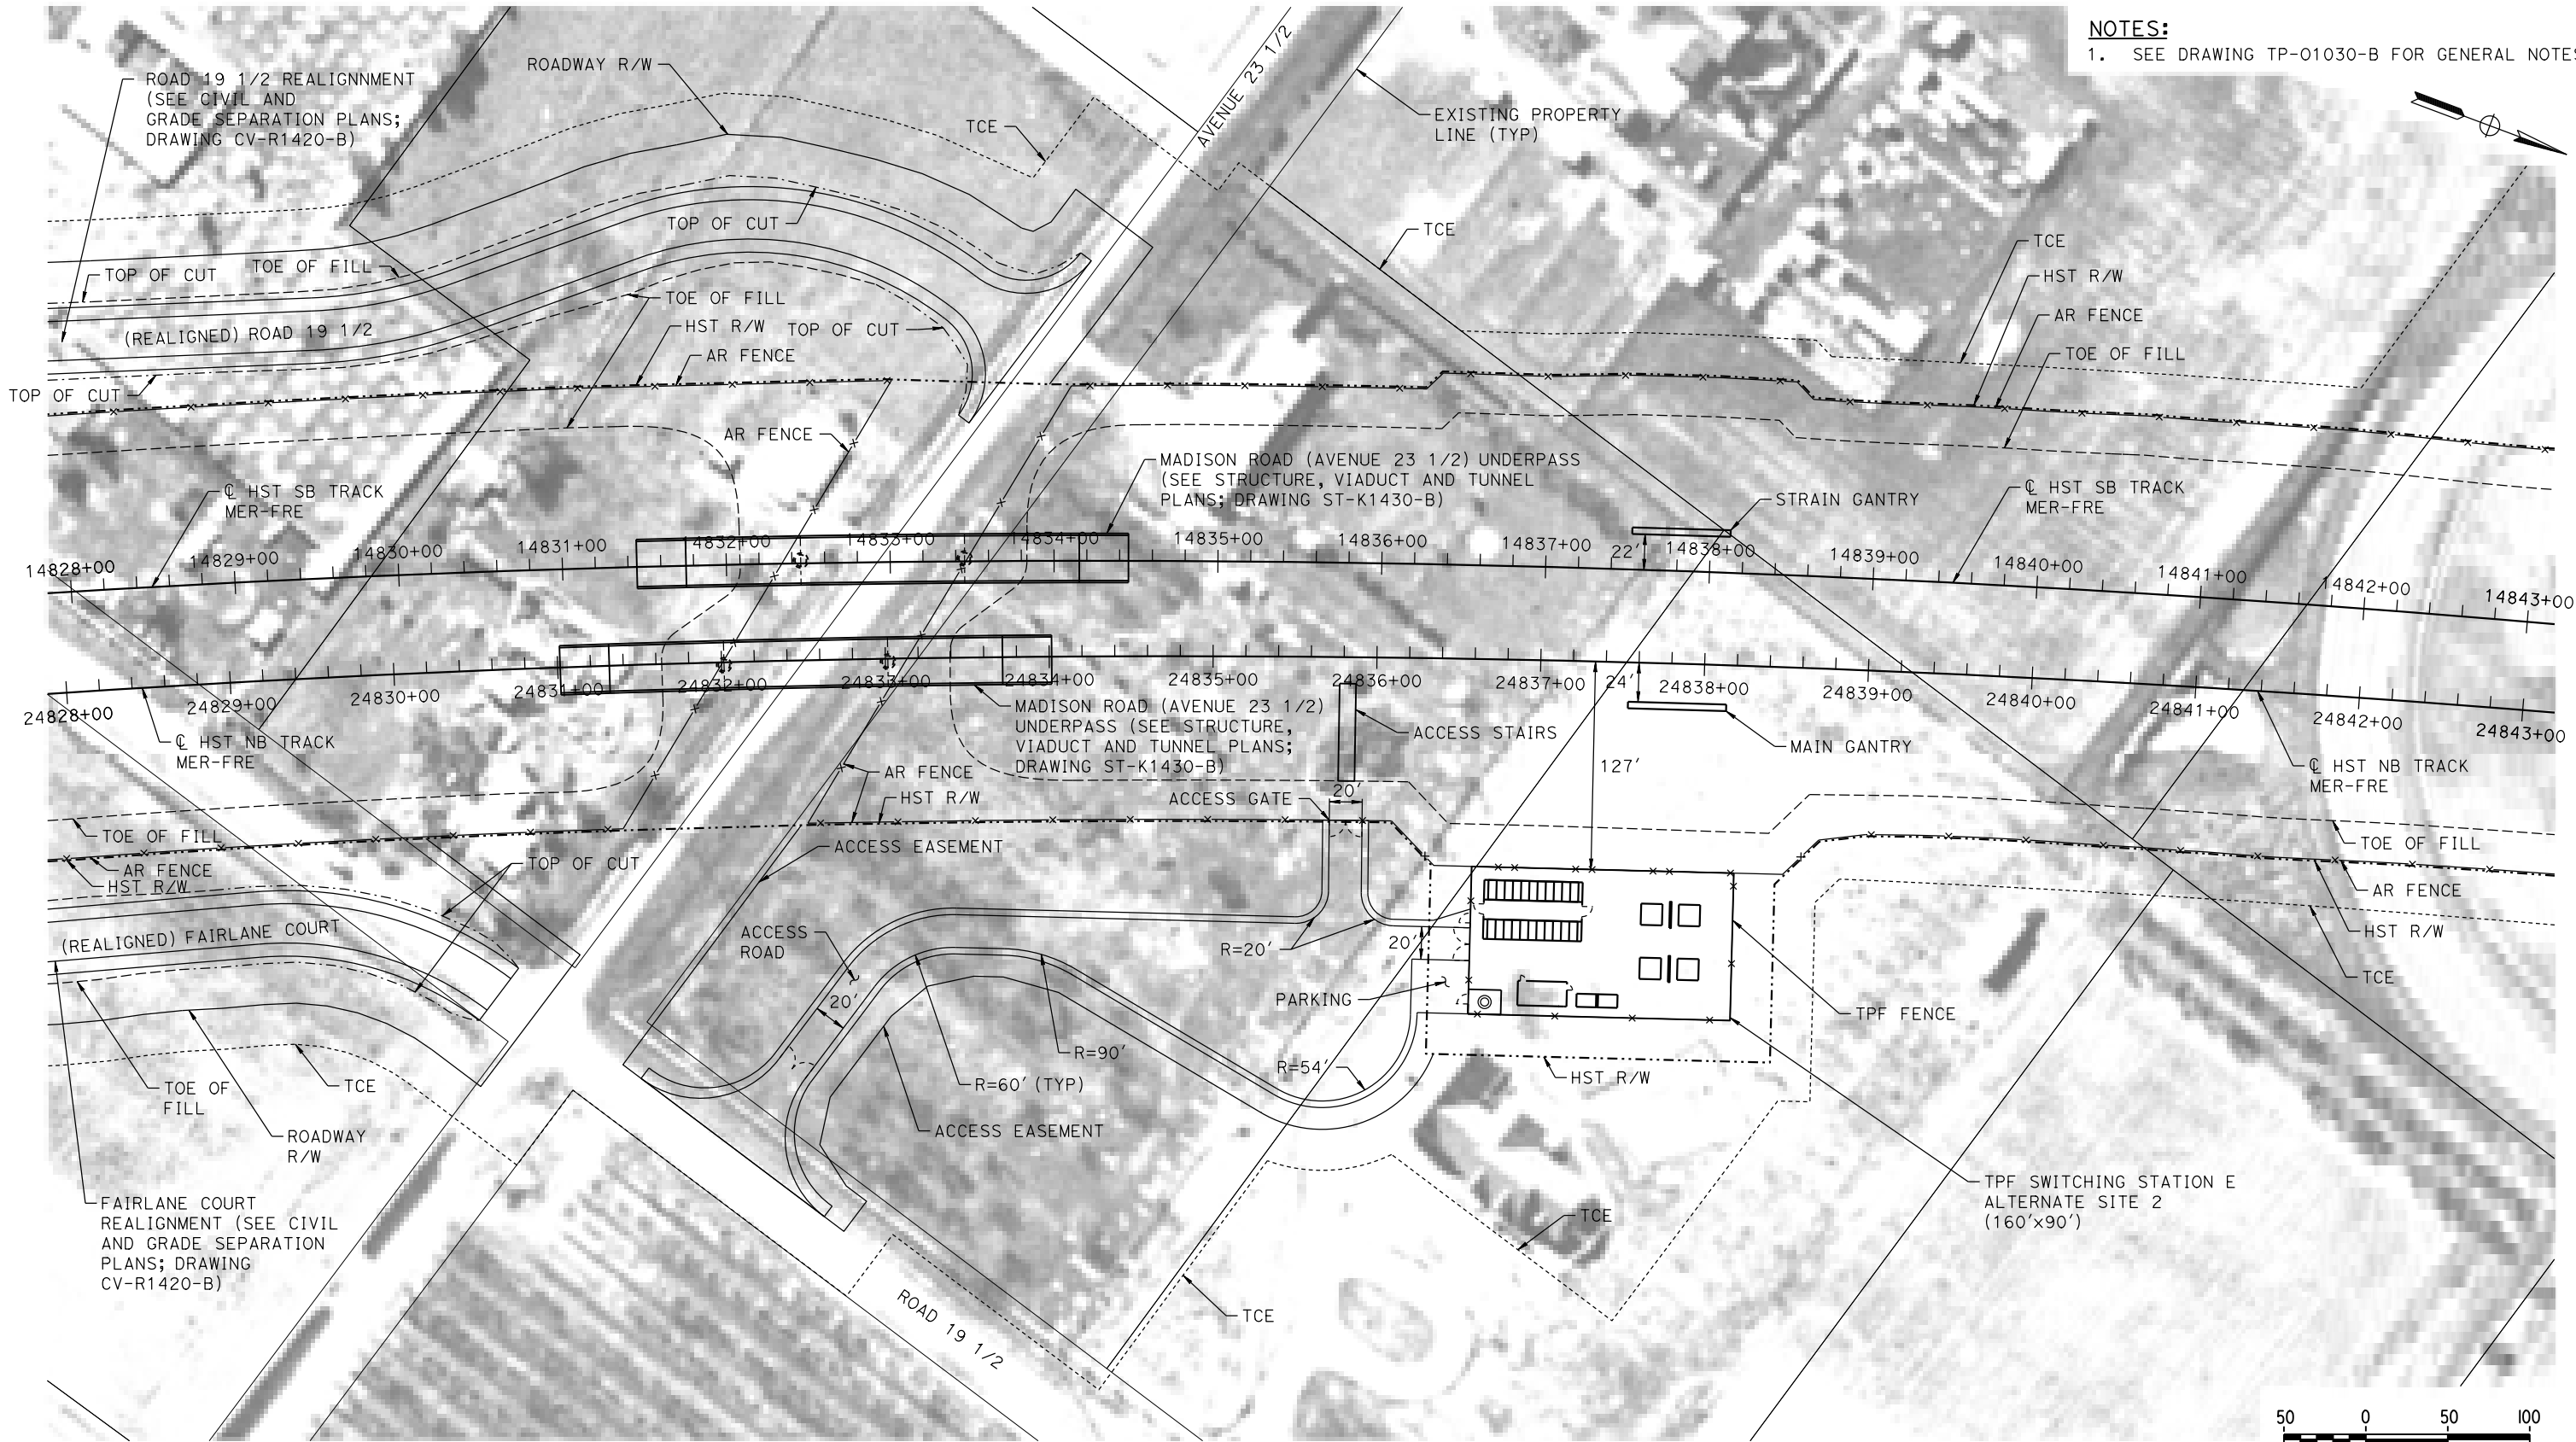 NOTES:
1. SEE DRAWING TP-O1030-B FOR GENERAL NOTES
ROAD 19 1/2 REALIGNNMENT
(SEE CIVIL AND
GRADE SEPARATION PLANS;
DRAWING CV-R1420-B)
ROADWAY R/W
TCE
AVENUE 23 1/2
EXISTING PROPERTY
LINE (TYP)
TOP OF CUT
TCE
TCE
HST R/W
AR FENCE
TOE OF FILL
TOP OF CUT
TOE OF FILL
TOE OF FILL
HST R/W
TOP OF CUT
AR FENCE
(REALIGNED) ROAD 19 1/2
TOP OF CUT
AR FENCE
MADISON ROAD (AVENUE 23 1/2) UNDERPASS
(SEE STRUCTURE, VIADUCT AND TUNNEL
PLANS; DRAWING ST-K1430-B)
℄ HST SB TRACK
MER-FRE
STRAIN GANTRY
℄ HST SB TRACK
MER-FRE
14828+00
14829+00
14830+00
14831+00
14832+00
14833+00
14834+00
14835+00
14836+00
14837+00
22'
14838+00
14839+00
14840+00
14841+00
14842+00
14843+00
24828+00
24829+00
24830+00
24831+00
24832+00
24833+00
24834+00
24835+00
24836+00
24837+00
24'
24838+00
24839+00
24840+00
24841+00
24842+00
24843+00
℄ HST NB TRACK
MER-FRE
MADISON ROAD (AVENUE 23 1/2)
UNDERPASS (SEE STRUCTURE,
VIADUCT AND TUNNEL PLANS;
DRAWING ST-K1430-B)
ACCESS STAIRS
MAIN GANTRY
127'
℄ HST NB TRACK
MER-FRE
AR FENCE
HST R/W
ACCESS GATE
20'
TOE OF FILL
AR FENCE
HST R/W
TOP OF CUT
ACCESS EASEMENT
TOE OF FILL
AR FENCE
HST R/W
TCE
(REALIGNED) FAIRLANE COURT
ACCESS
ROAD
R=20'
20'
20'
PARKING
TPF FENCE
R=90'
R=60' (TYP)
R=54'
HST R/W
TOE OF
FILL
TCE
ROADWAY
R/W
ACCESS EASEMENT
TPF SWITCHING STATION E
ALTERNATE SITE 2
(160'x90')
FAIRLANE COURT
REALIGNMENT (SEE CIVIL
AND GRADE SEPARATION
PLANS; DRAWING
CV-R1420-B)
TCE
TCE
ROAD 19 1/2
50 0 50 100